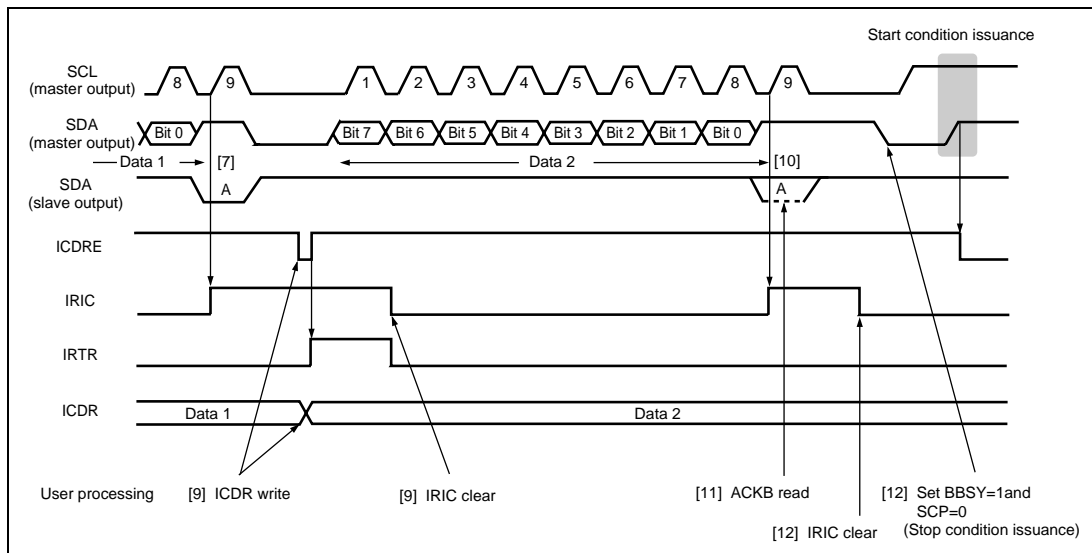 Start condition issuance
SCL
(master output)
8 9 1 2 3 4 5 6 7 8 9
SDA
(master output)
Bit 0 Bit 7 Bit 6 Bit 5 Bit 4 Bit 3 Bit 2 Bit 1 Bit 0
Data 1 [7] Data 2 [10]
SDA
(slave output)
A A
ICDRE
IRIC
IRTR
ICDR
Data 1 Data 2
User processing
[9] ICDR write
[9] IRIC clear
[11] ACKB read
[12] IRIC clear
[12] Set BBSY=1and
SCP=0
(Stop condition issuance)